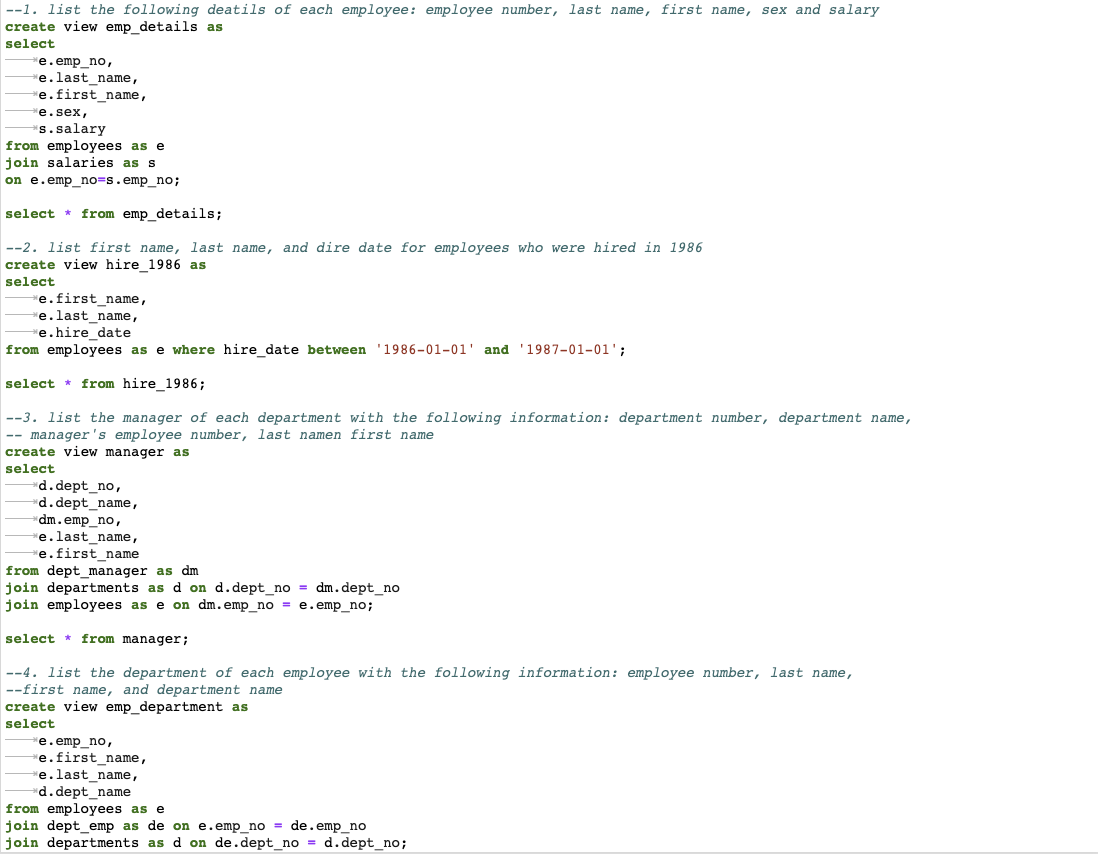 --1. list the following deatils of each employee: employee number, last name, first name, sex and salary
create view emp_details as
select
e.emp_no,
e.last_name,
e.first_name,
e.sex,
s.salary
from employees as e
join salaries as s
on e.emp_no=s.emp_no;
select * from emp_details;
--2. list first name, last name, and dire date for employees who were hired in 1986
create view hire_1986 as
select
e.first_name,
e.last_name,
e.hire_date
from employees as e where hire_date between '1986-01-01' and '1987-01-01';
select * from hire_1986;
--3. list the manager of each department with the following information: department number, department name,
-- manager's employee number, last namen first name
create view manager as
select
d.dept_no,
d.dept_name,
dm.emp_no,
e.last_name,
e.first_name
from dept_manager as dm
join departments as d on d.dept_no = dm.dept_no
join employees as e on dm.emp_no = e.emp_no;
select * from manager;
--4. list the department of each employee with the following information: employee number, last name,
--first name, and department name
create view emp_department as
select
e.emp_no,
e.first_name,
e.last_name,
d.dept_name
from employees as e
join dept_emp as de on e.emp_no = de.emp_no
join departments as d on de.dept_no = d.dept_no;